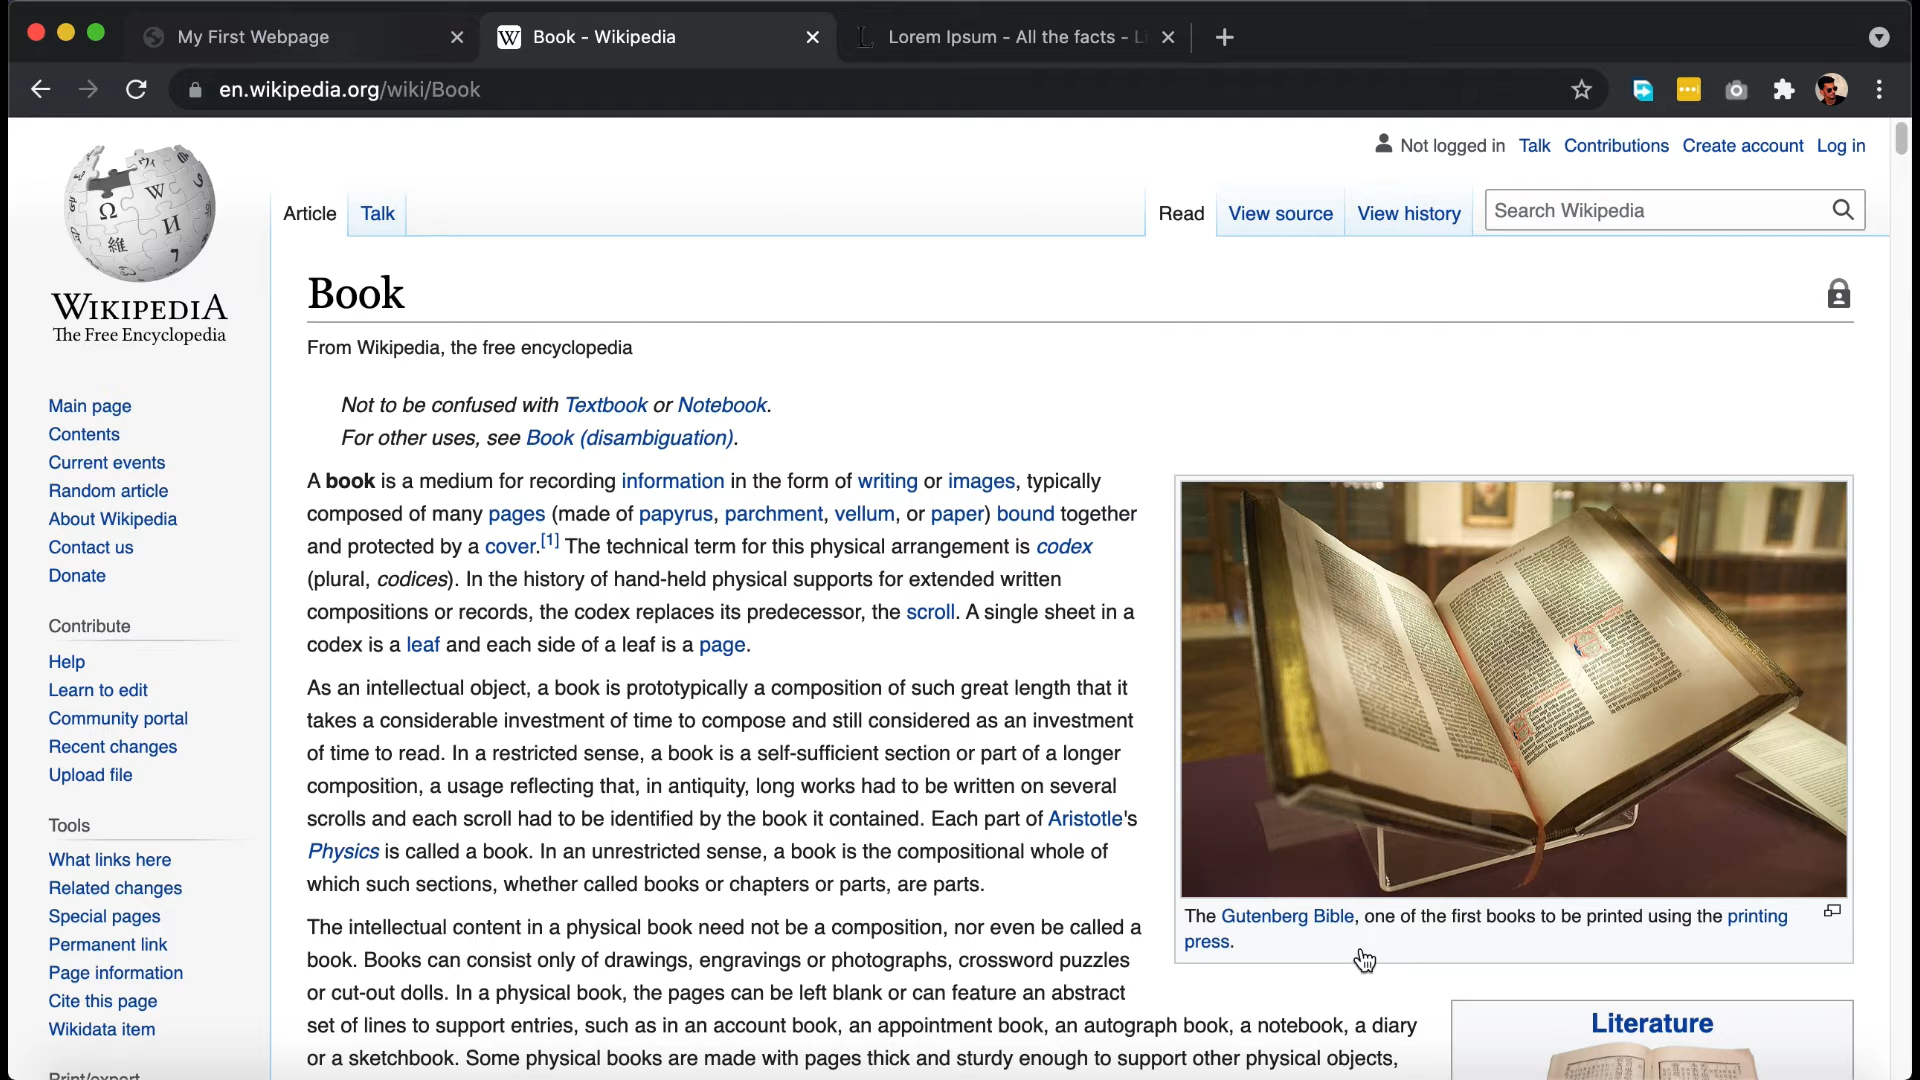 My First Webpage
Book - Wikipedia
Lorem Ipsum - All the facts - Li
en.wikipedia.org/wiki/Book
Not logged in Talk Contributions Create account Log in
Article Talk
Read View source View history Search Wikipedia
WIKIPEDIA
The Free Encyclopedia
Main page
Contents
Current events
Random article
About Wikipedia
Contact us
Donate
Contribute
Help
Learn to edit
Community portal
Recent changes
Upload file
Tools
What links here
Related changes
Special pages
Permanent link
Page information
Cite this page
Wikidata item
Print/export
Book
From Wikipedia, the free encyclopedia
Not to be confused with Textbook or Notebook.
For other uses, see Book (disambiguation).
A book is a medium for recording information in the form of writing or images, typically
composed of many pages (made of papyrus, parchment, vellum, or paper) bound together
and protected by a cover.[1] The technical term for this physical arrangement is codex
(plural, codices). In the history of hand-held physical supports for extended written
compositions or records, the codex replaces its predecessor, the scroll. A single sheet in a
codex is a leaf and each side of a leaf is a page.
As an intellectual object, a book is prototypically a composition of such great length that it
takes a considerable investment of time to compose and still considered as an investment
of time to read. In a restricted sense, a book is a self-sufficient section or part of a longer
composition, a usage reflecting that, in antiquity, long works had to be written on several
scrolls and each scroll had to be identified by the book it contained. Each part of Aristotle's
Physics is called a book. In an unrestricted sense, a book is the compositional whole of
which such sections, whether called books or chapters or parts, are parts.
The intellectual content in a physical book need not be a composition, nor even be called a
book. Books can consist only of drawings, engravings or photographs, crossword puzzles
or cut-out dolls. In a physical book, the pages can be left blank or can feature an abstract
set of lines to support entries, such as in an account book, an appointment book, an autograph book, a notebook, a diary
or a sketchbook. Some physical books are made with pages thick and sturdy enough to support other physical objects,
The Gutenberg Bible, one of the first books to be printed using the printing
press.
Literature